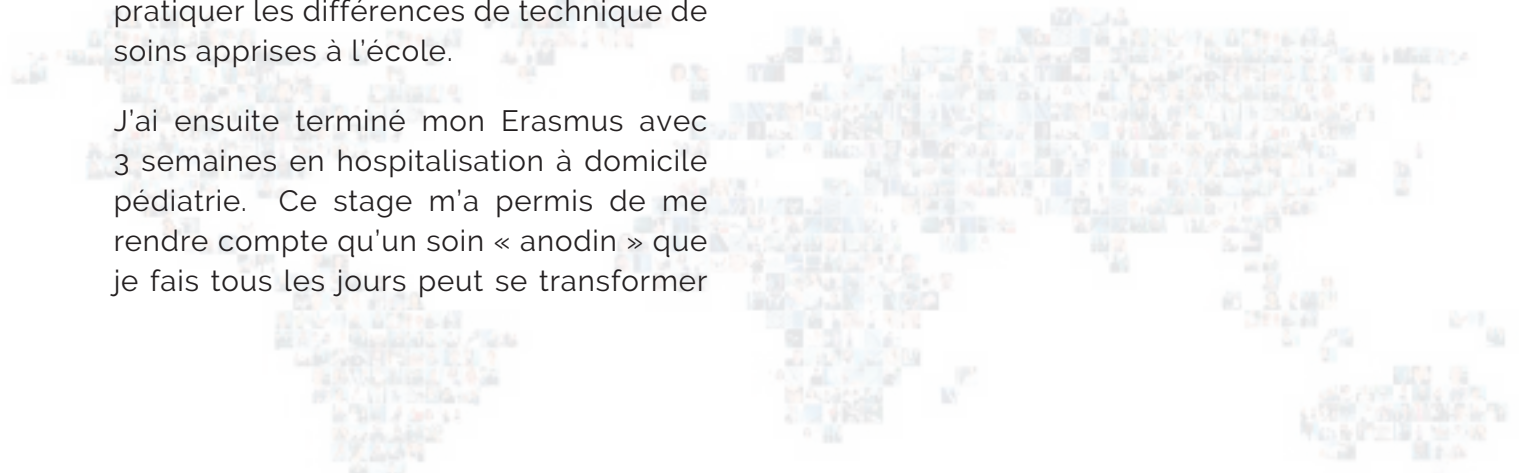 pratiquer les différences de technique de
soins apprises à l'école.
J'ai ensuite terminé mon Erasmus avec
3 semaines en hospitalisation à domicile
pédiatrie. Ce stage m'a permis de me
rendre compte qu'un soin « anodin » que
je fais tous les jours peut se transformer